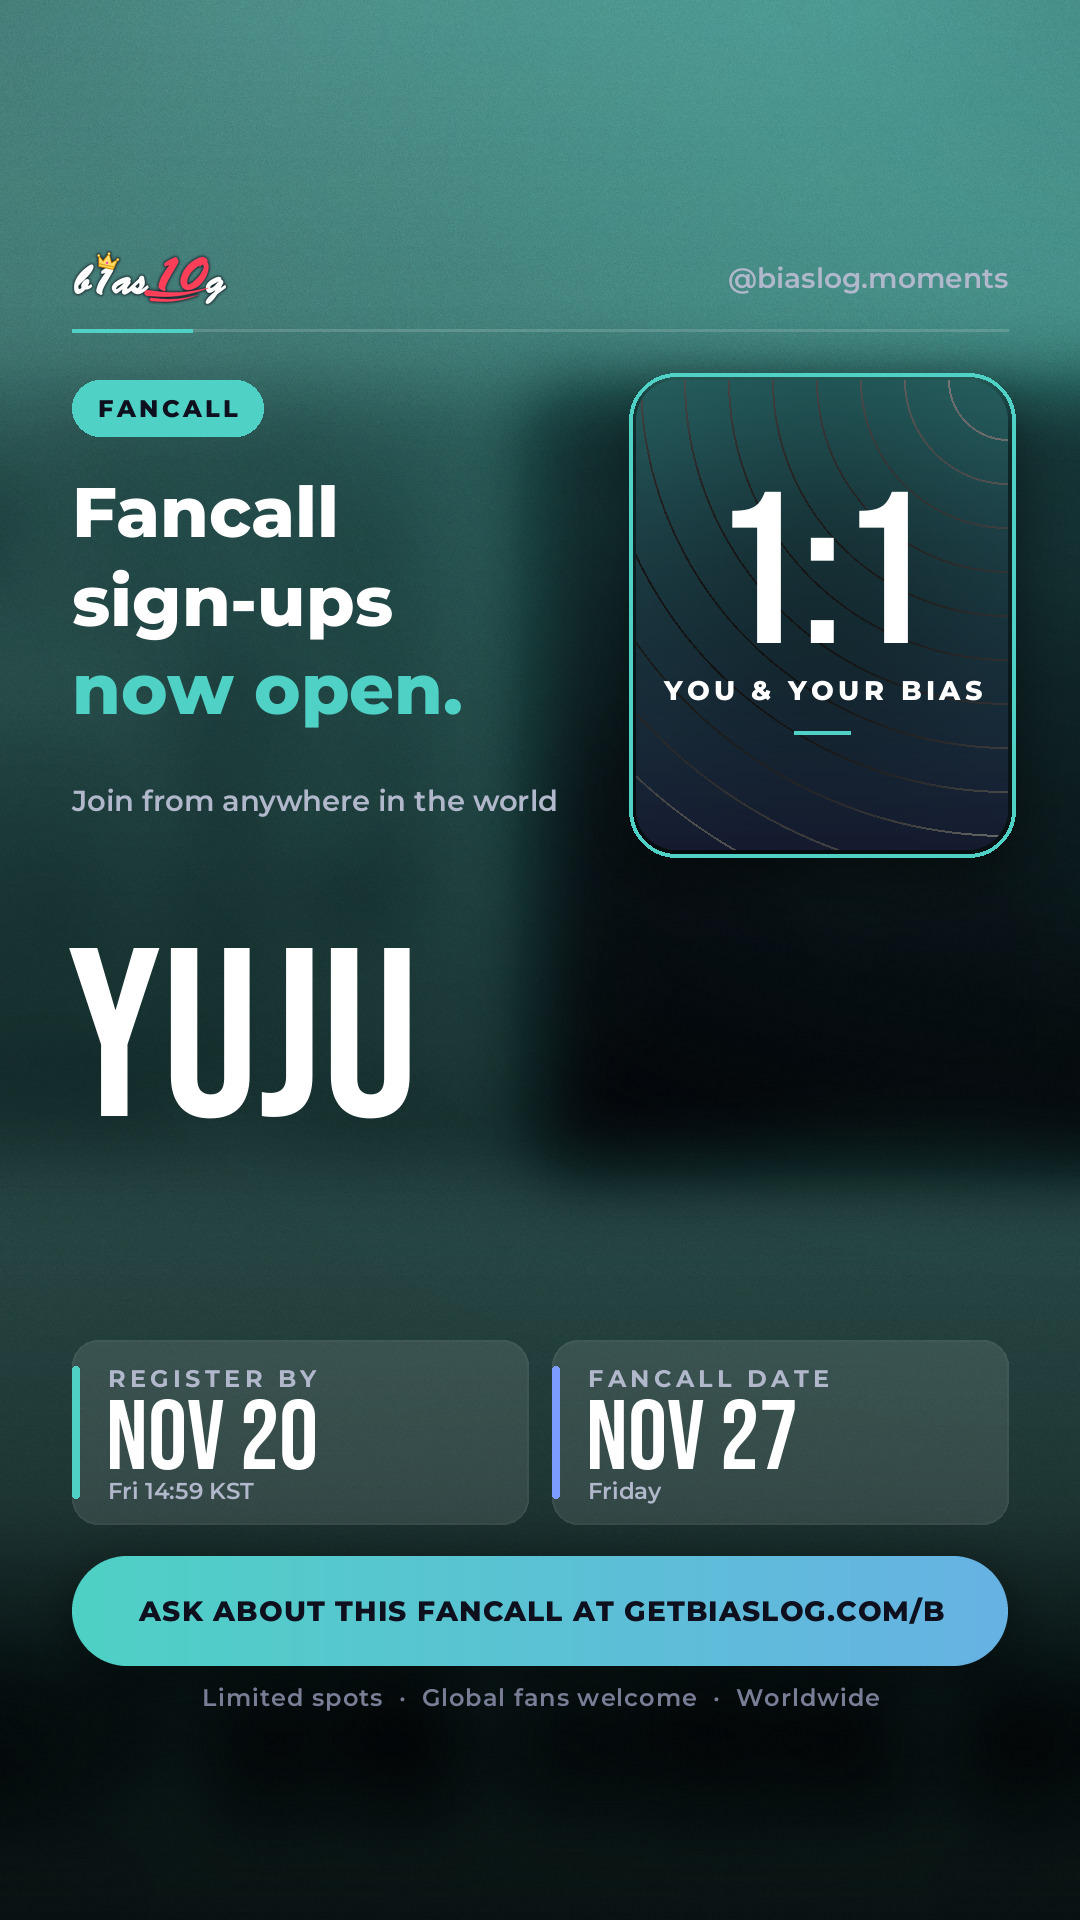 b1as10g
@biaslog.moments
FANCALL
Fancall
sign-ups
now open.
Join from anywhere in the world
1:1
YOU & YOUR BIAS
YUJU
REGISTER BY
NOV 20
Fri 14:59 KST
FANCALL DATE
NOV 27
Friday
ASK ABOUT THIS FANCALL AT GETBIASLOG.COM/B
Limited spots · Global fans welcome · Worldwide